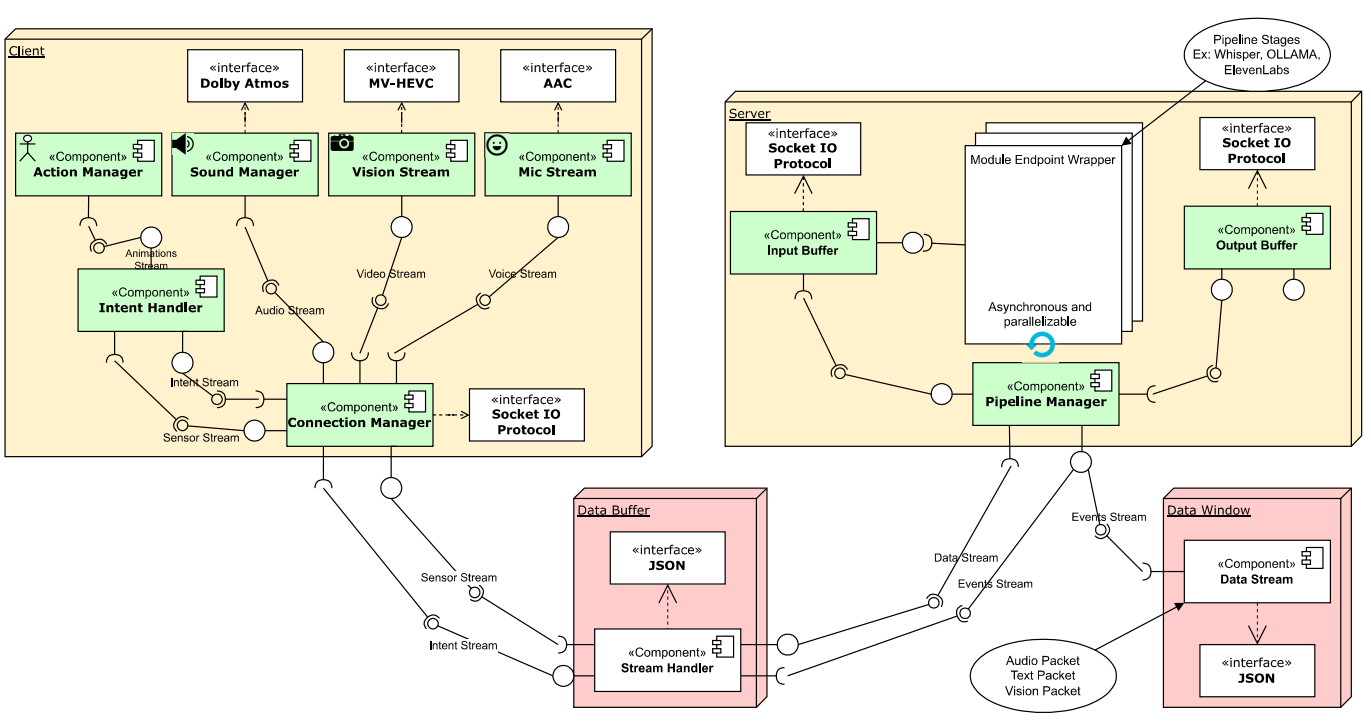 Client
«interface»
Dolby Atmos
«interface»
MV-HEVC
«interface»
AAC
«Component»
Action Manager
«Component»
Sound Manager
«Component»
Vision Stream
«Component»
Mic Stream
Animations
Stream
Video Stream
Voice Stream
«Component»
Intent Handler
Audio Stream
Intent Stream
Sensor Stream
«Component»
Connection Manager
«interface»
Socket IO
Protocol
Pipeline Stages
Ex: Whisper, OLLAMA,
ElevenLabs
Server
«interface»
Socket IO
Protocol
Module Endpoint Wrapper
«interface»
Socket IO
Protocol
«Component»
Input Buffer
«Component»
Output Buffer
Asynchronous and
parallelizable
«Component»
Pipeline Manager
Sensor Stream
Intent Stream
Data Buffer
«interface»
JSON
«Component»
Stream Handler
Data Stream
Events Stream
Events Stream
Data Window
«Component»
Data Stream
«interface»
JSON
Audio Packet
Text Packet
Vision Packet